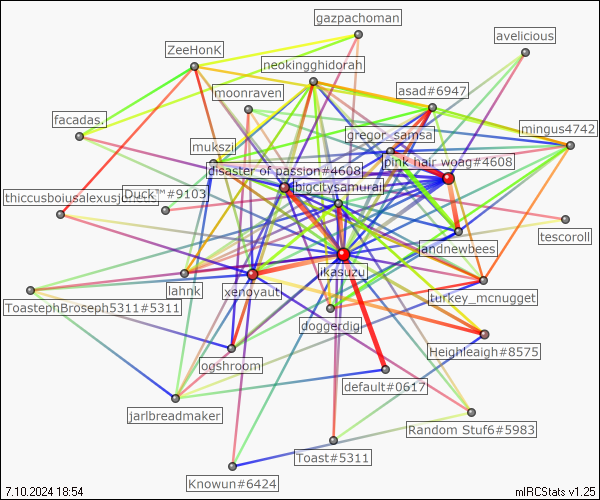 gazpachoman
avelicious
ZeeHonK
neokingghidorah
moonraven
asad#6947
facadas.
gregor_samsa
mingus4742
mukszi
pink hair woag#4608
disaster of passion#4608
bigcitysamurai
Duck™#9103
tescoroll
landnewbees
ikasuzu
lahnk
xenoyaut
turkey_mcnugget
ToastephBroseph5311#5311
doggerdig
Heighleaigh#8575
ogshroom
default#0617
jarlbreadmaker
Random Stuf6#5983
Toast#5311
Knowun#6424
7.10.2024 18:54
mIRCStats v1.25